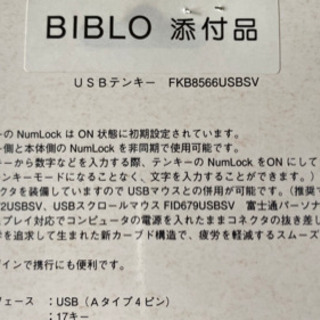 BIBLO 添付品
USBテンキー FKB8566USBSV
ーの NumLock は ON 状態に初期設定されています。
ー側と本体側の NumLock を非同期で使用可能です。
キーから数字などを入力する際、テンキーの NumLock をON にして
テンキーモードになることなく、文字を入力することができる。)
クタを装備していますので USBマウスとの併用が可能です。(推奨マ
2USBSV、USBスクロールマウス FID679USBSV 富士通パーソナ
プレイ対応でコンピュータの電源を入れたままコネクタの抜き差し
を追求して生まれた新カーブド構造で、疲労を軽減するスムーズ
インで携行にも便利です。
フェース :USB (Aタイプ4ピン)
:17キー